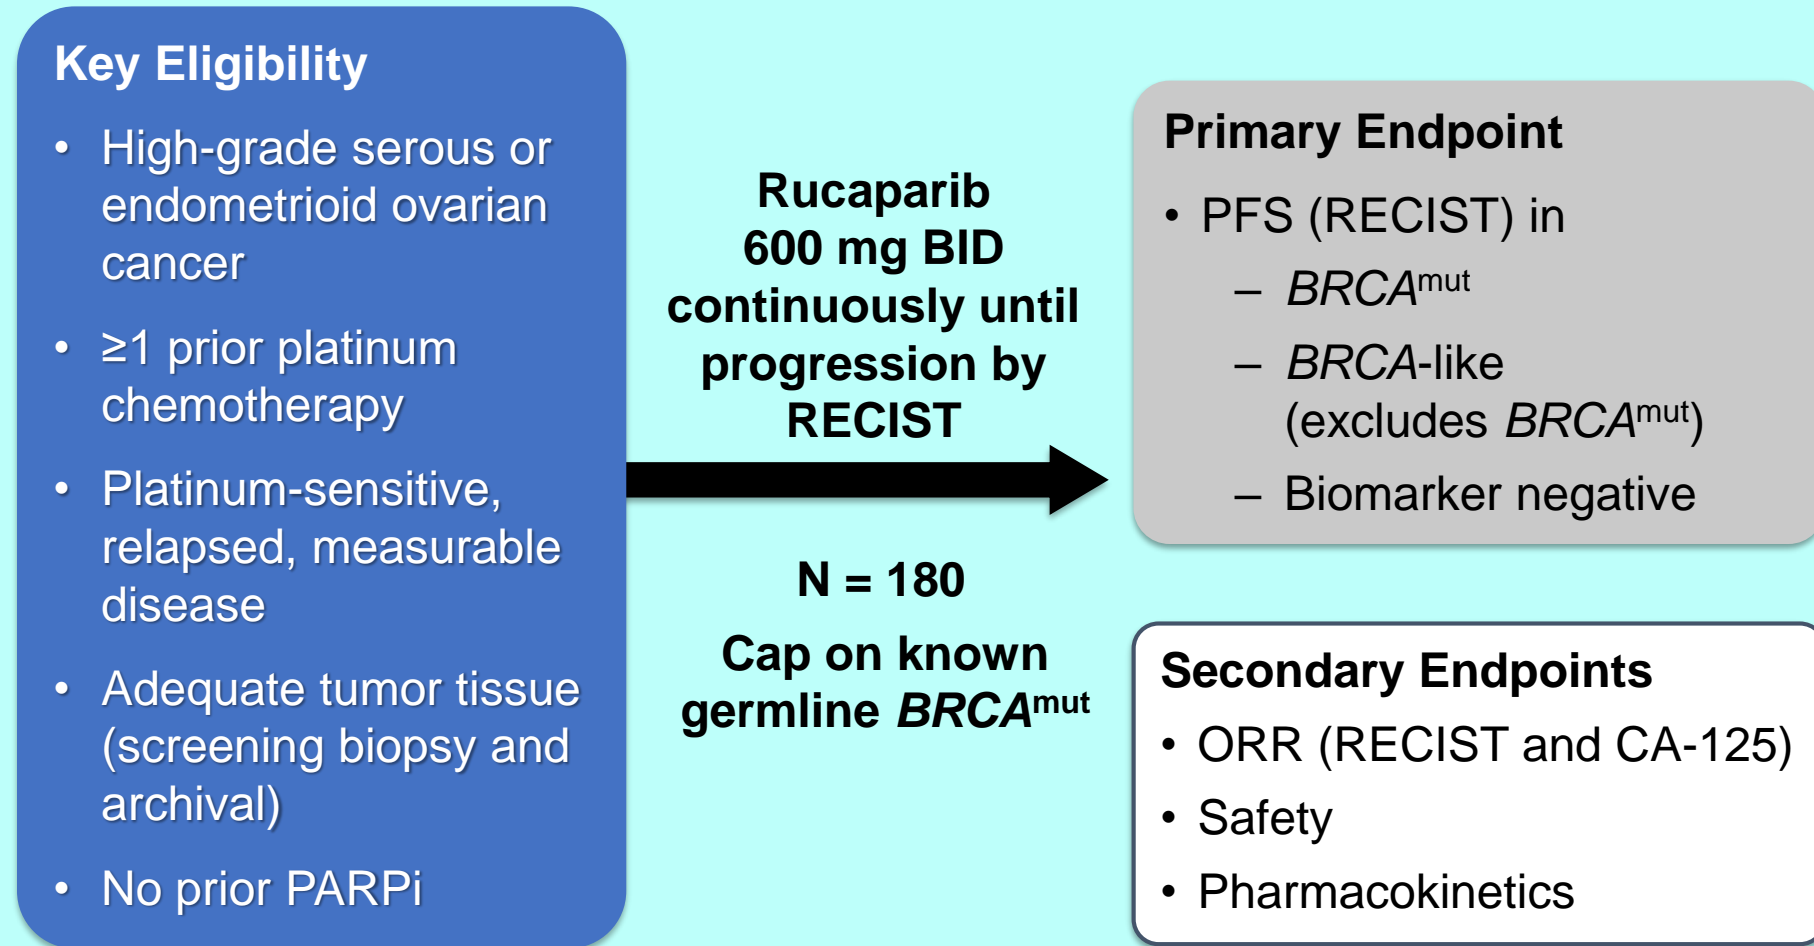 Key Eligibility
• High-grade serous or
endometrioid ovarian
cancer
• ≥1 prior platinum
chemotherapy
• Platinum-sensitive,
relapsed, measurable
disease
• Adequate tumor tissue
(screening biopsy and
archival)
• No prior PARPi
Rucaparib
600 mg BID
continuously until
progression by
RECIST
N = 180
Cap on known
germline BRCAmut
Primary Endpoint
• PFS (RECIST) in
– BRCAmut
– BRCA-like
(excludes BRCAmut)
– Biomarker negative
Secondary Endpoints
• ORR (RECIST and CA-125)
• Safety
• Pharmacokinetics